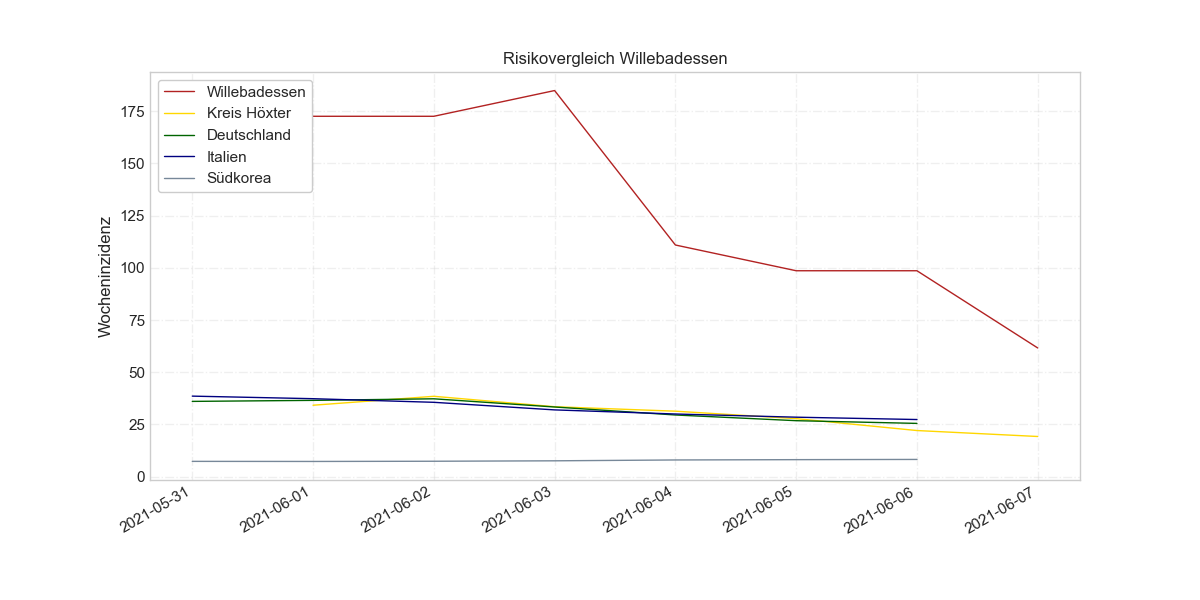 Risikovergleich Willebadessen
Willebadessen
Kreis Höxter
Deutschland
Italien
Südkorea
Wocheninzidenz
175
150
125
100
75
50
25
0
2021-05-31
2021-06-01
2021-06-02
2021-06-03
2021-06-04
2021-06-05
2021-06-06
2021-06-07